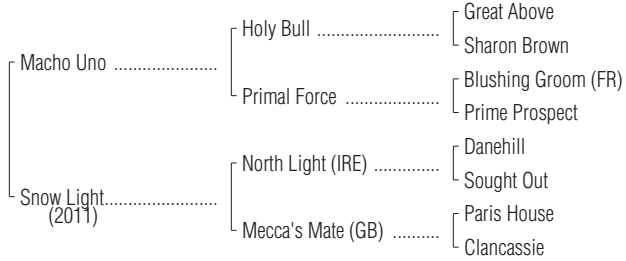 Great Above
Holy Bull ........................
Sharon Brown
Macho Uno ....................
Blushing Groom (FR)
Primal Force ..................
Prime Prospect
Danehill
North Light (IRE) .............
Sought Out
Snow Light......................
(2011)
Paris House
Mecca's Mate (GB) .........
Clancassie